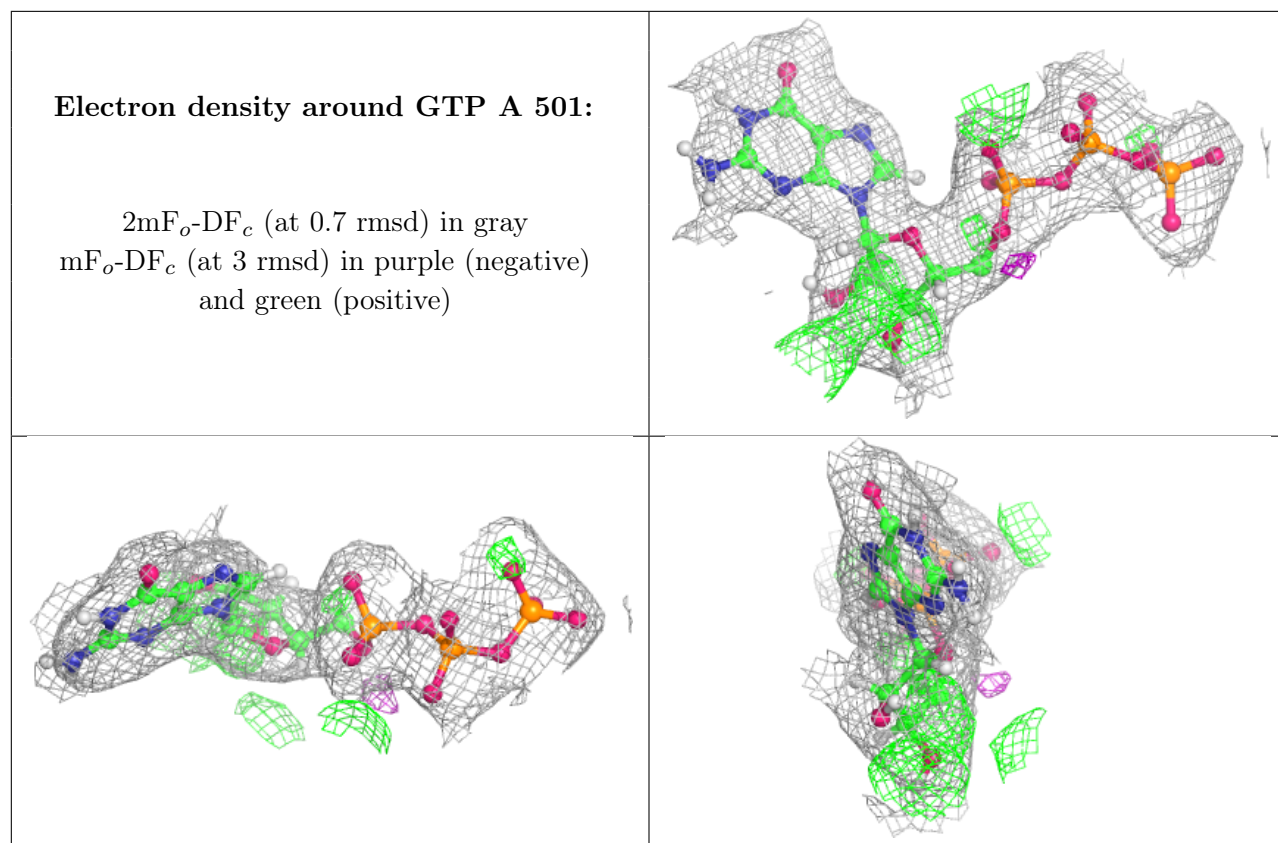 Electron density around GTP A 501:
2mFₒ-DF𝒸 (at 0.7 rmsd) in gray
mFₒ-DF𝒸 (at 3 rmsd) in purple (negative)
and green (positive)